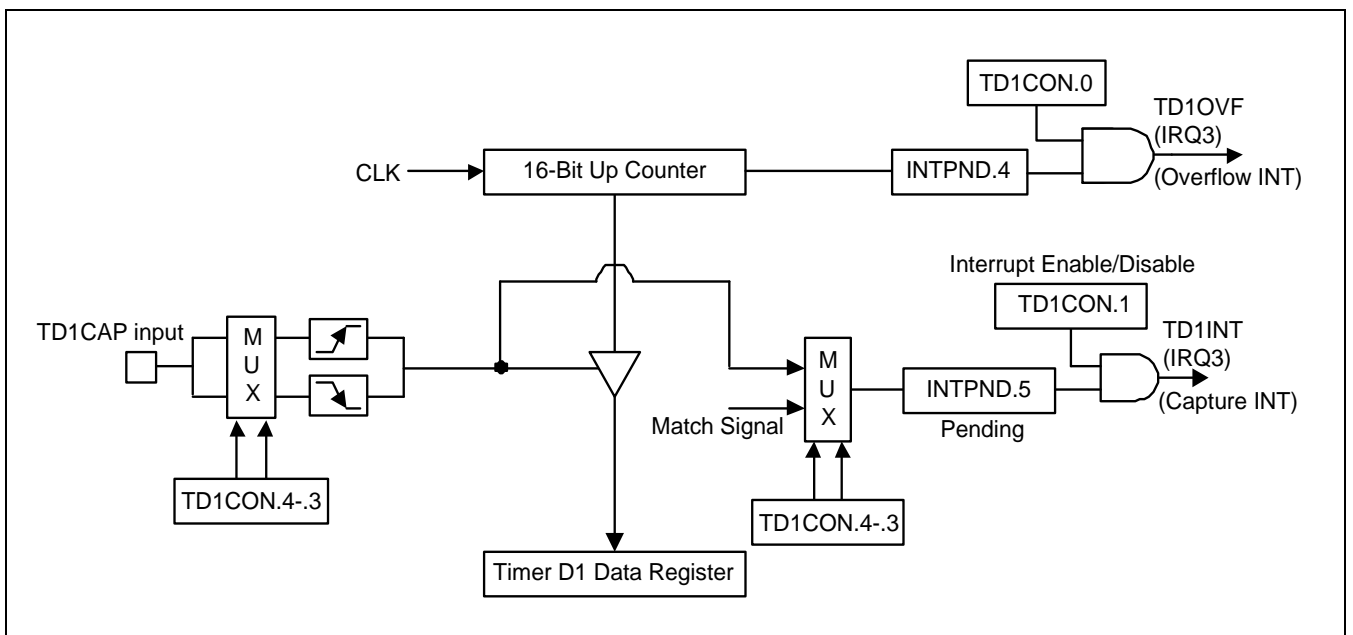 TD1CON.0
TD1OVF
(IRQ3)
(Overflow INT)
CLK
16-Bit Up Counter
INTPND.4
Interrupt Enable/Disable
TD1CON.1
TD1INT
(IRQ3)
(Capture INT)
TD1CAP input
M
U
X
M
U
X
INTPND.5
Pending
Match Signal
TD1CON.4-.3
TD1CON.4-.3
Timer D1 Data Register